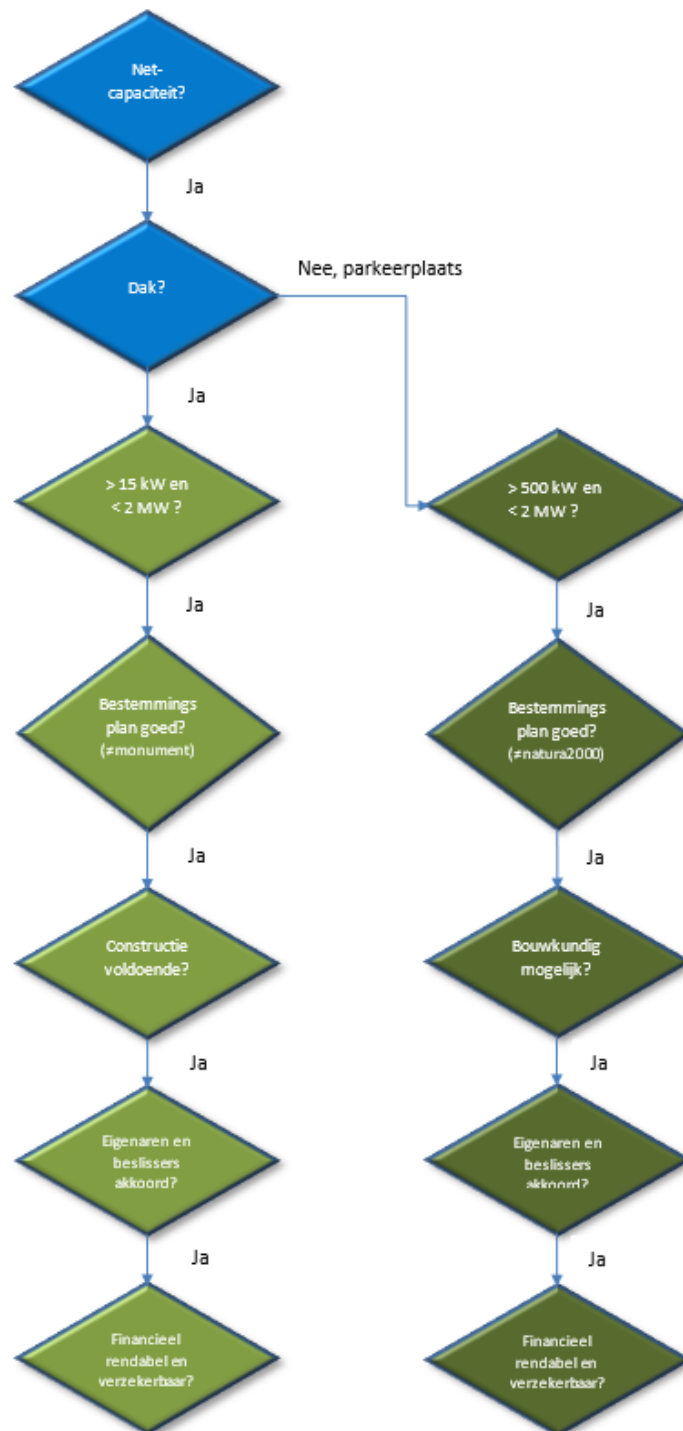 Net-
capaciteit?
Ja
Dak?
Nee, parkeerplaats
Ja
> 15 kW en
< 2 MW ?
> 500 kW en
< 2 MW ?
Ja
Ja
Bestemmings
plan goed?
(≠monument)
Bestemmings
plan goed?
(≠natura2000)
Ja
Ja
Constructie
voldoende?
Bouwkundig
mogelijk?
Ja
Ja
Eigenaren en
beslissers
akkoord?
Eigenaren en
beslissers
akkoord?
Ja
Ja
Financieel
rendabel en
verzekerbaar?
Financieel
rendabel en
verzekerbaar?